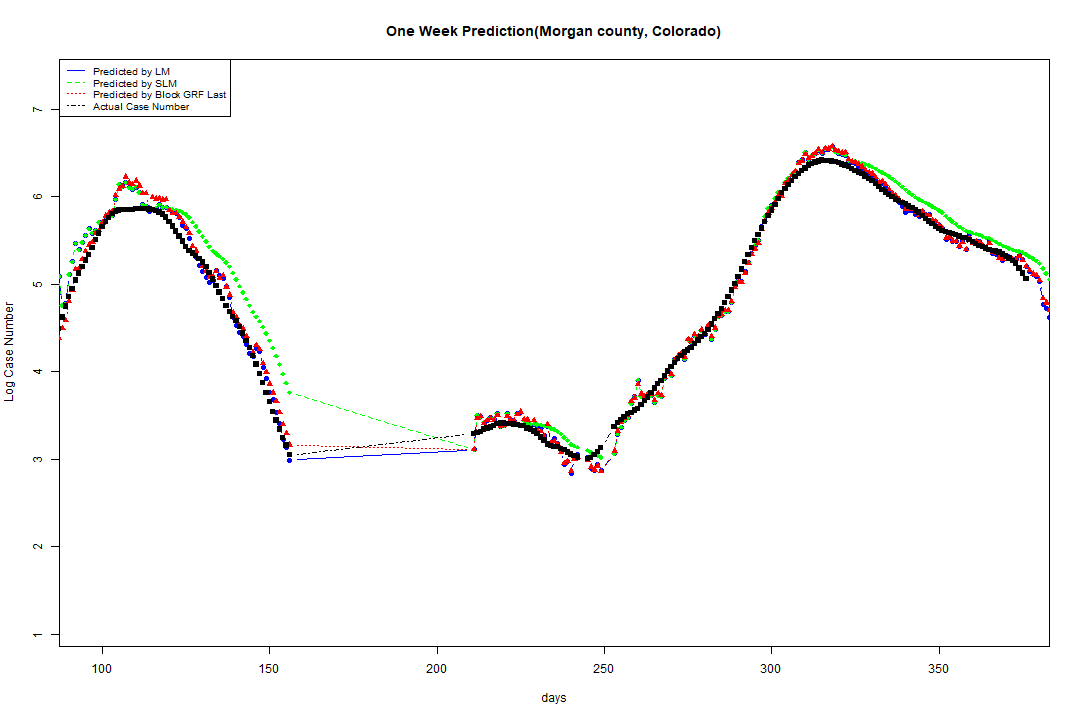 One Week Prediction(Morgan county, Colorado)
Predicted by LM
Predicted by SLM
Predicted by Block GRF Last
Actual Case Number
7
6
5
4
3
2
1
Log Case Number
100 150 200 250 300 350
days